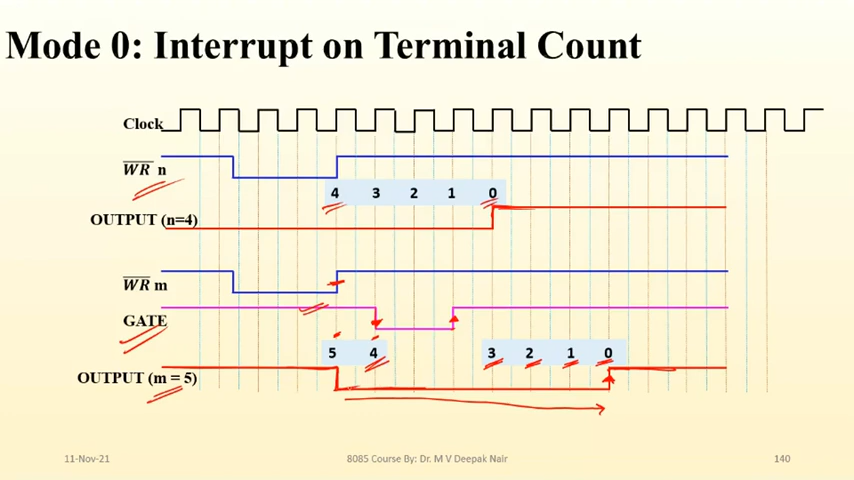 Mode 0: Interrupt on Terminal Count
Clock
WR n
4 3 2 1 0
OUTPUT (n=4)
WR m
GATE
5 4 3 2 1 0
OUTPUT (m = 5)
11-Nov-21 8085 Course By: Dr. M V Deepak Nair 140